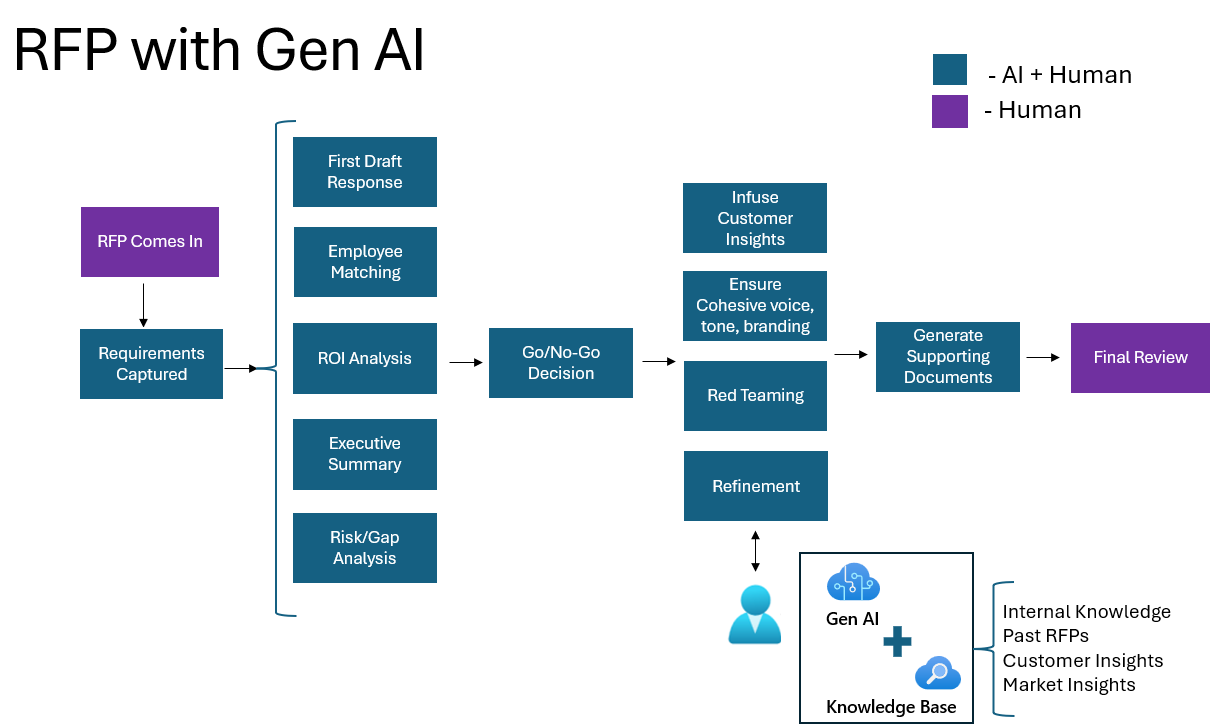 RFP with Gen AI
- AI + Human
- Human
RFP Comes In
Requirements
Captured
First Draft
Response
Employee
Matching
ROI Analysis
Executive
Summary
Risk/Gap
Analysis
Go/No-Go
Decision
Infuse
Customer
Insights
Ensure
Cohesive voice,
tone, branding
Red Teaming
Refinement
Generate
Supporting
Documents
Final Review
Gen AI
Knowledge Base
Internal Knowledge
Past RFPs
Customer Insights
Market Insights